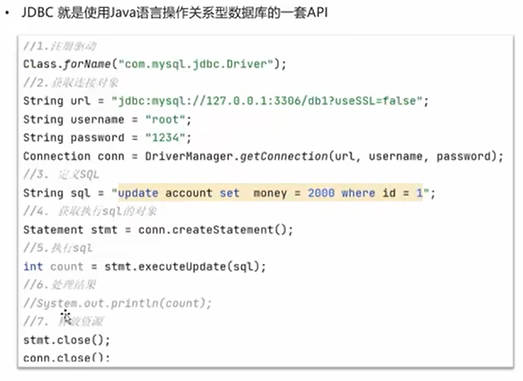 • JDBC 就是使用Java语言操作关系型数据库的一套API
//1.注册驱动
Class.forName("com.mysql.jdbc.Driver");
//2.获取连接对象
String url = "jdbc:mysql://127.0.0.1:3306/db1?useSSL=false";
String username = "root";
String password = "1234";
Connection conn = DriverManager.getConnection(url, username, password);
//3. 定义SQL
String sql = "update account set  money = 2000 where id = 1";
//4. 获取执行sql的对象
Statement stmt = conn.createStatement();
//5.执行sql
int count = stmt.executeUpdate(sql);
//6.处理结果
//System.out.println(count);
//7. 释放资源
stmt.close();
conn.close();